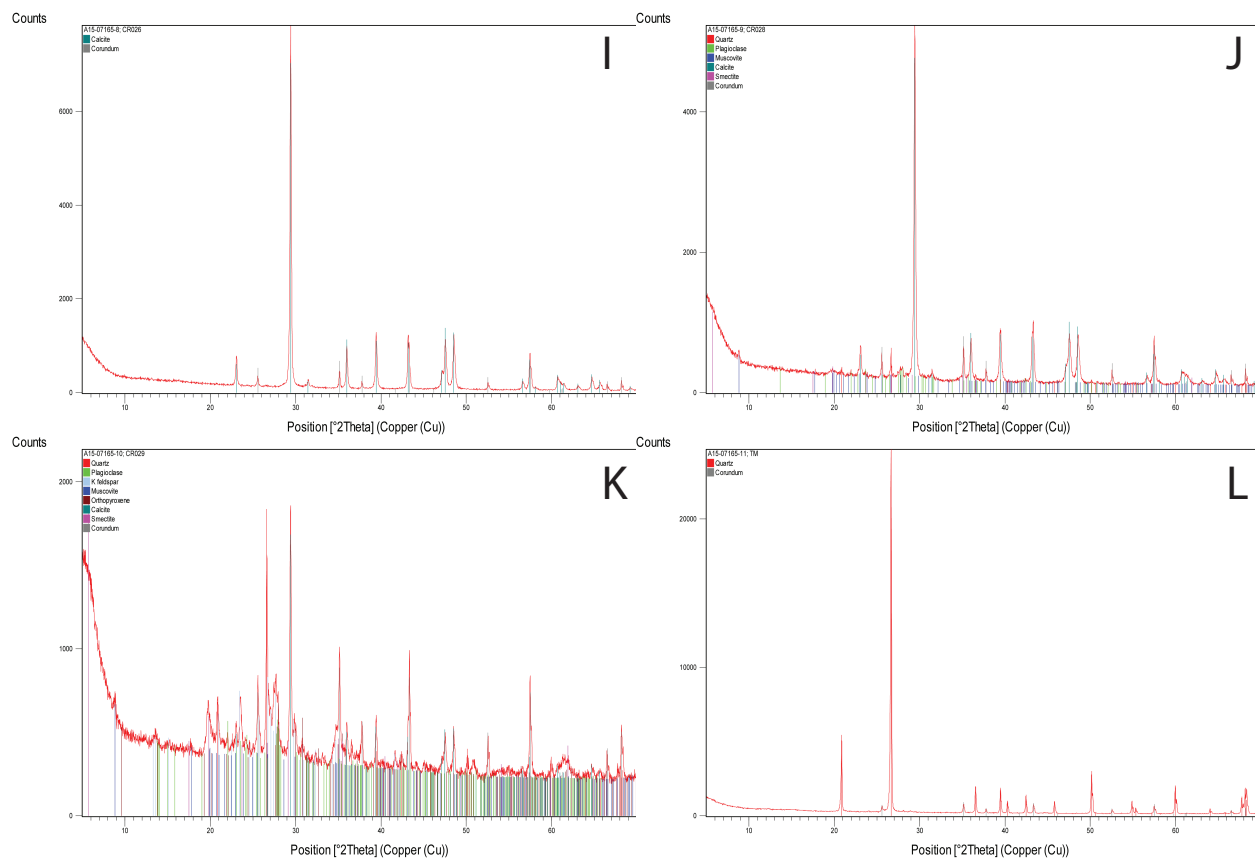 Counts
A15-07165-8; CR026
Calcite
Corundum
I
6000
4000
2000
0
10 20 30 40 50 60
Position [°2Theta] (Copper (Cu))
Counts
A15-07165-9; CR028
Quartz
Plagioclase
Muscovite
Calcite
Smectite
Corundum
J
4000
2000
0
10 20 30 40 50 60
Position [°2Theta] (Copper (Cu))
Counts
A15-07165-10; CR029
Quartz
Plagioclase
K feldspar
Muscovite
Orthopyroxene
Calcite
Smectite
Corundum
K
2000
1000
0
10 20 30 40 50 60
Position [°2Theta] (Copper (Cu))
Counts
A15-07165-11; TM
Quartz
Corundum
L
20000
10000
0
10 20 30 40 50 60
Position [°2Theta] (Copper (Cu))